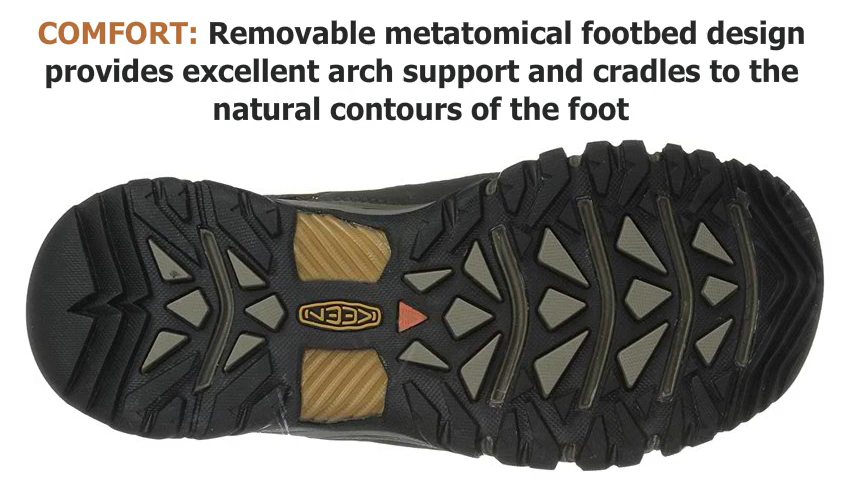 COMFORT: Removable metatomical footbed design
provides excellent arch support and cradles to the
natural contours of the foot
KEEN